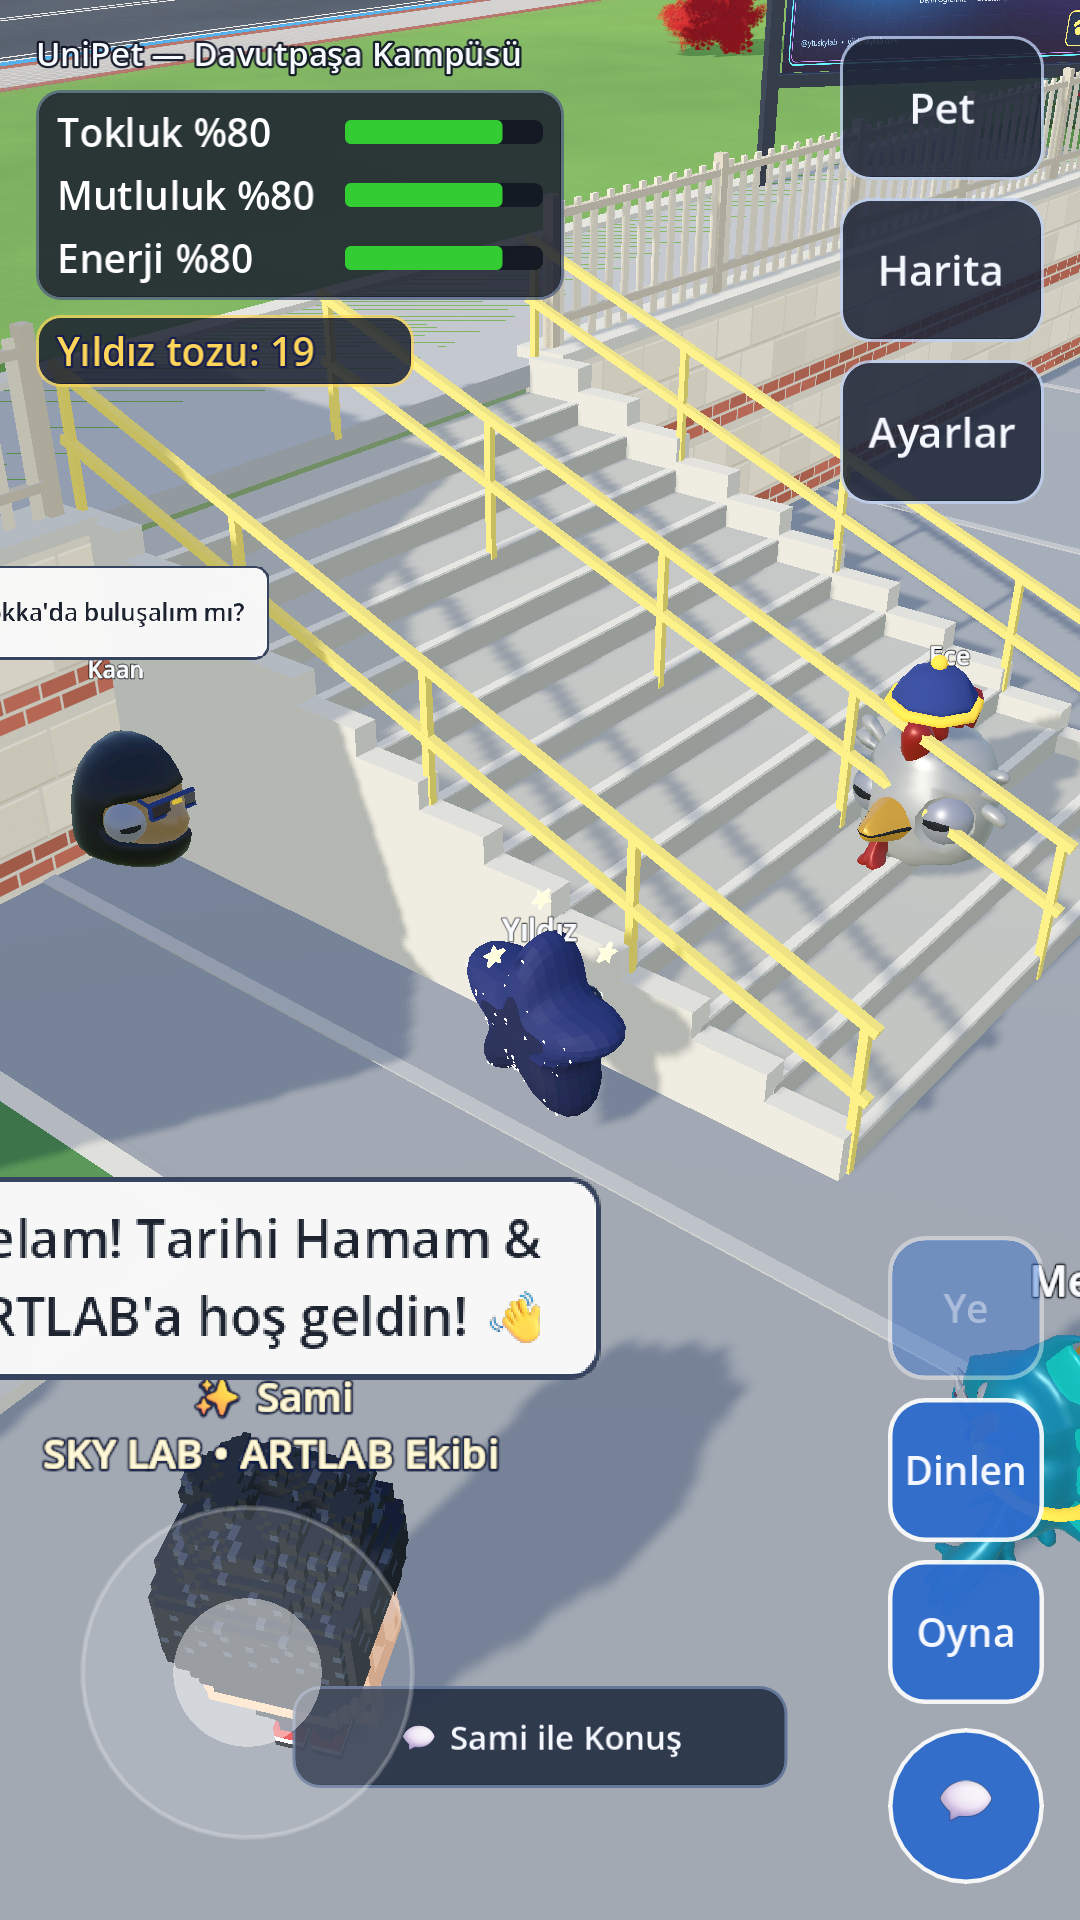 UniPet — Davutpaşa Kampüsü
Pet
Tokluk %80
Mutluluk %80
Enerji %80
Harita
Yıldız tozu: 19
Ayarlar
okka'da buluşalım mı?
Kaan
Ece
Yıldız
elam! Tarihi Hamam &
RTLAB'a hoş geldin! 👋
Me
Ye
✨ Sami
SKY LAB • ARTLAB Ekibi
Dinlen
Oyna
💬 Sami ile Konuş